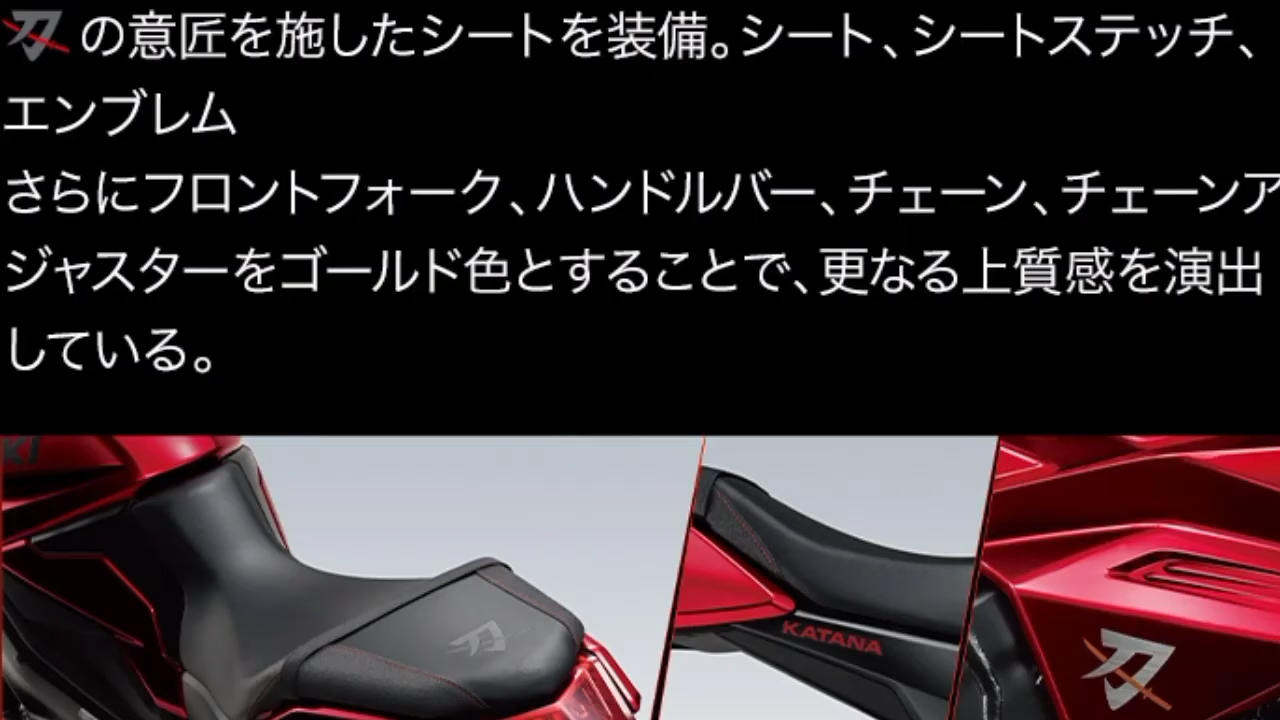 刀の意匠を施したシートを装備。シート、シートステッチ、
エンブレム
さらにフロントフォーク、ハンドルバー、チェーン、チェーンア
ジャスターをゴールド色とすることで、更なる上質感を演出
している。
KI
刀
KATANA
刀